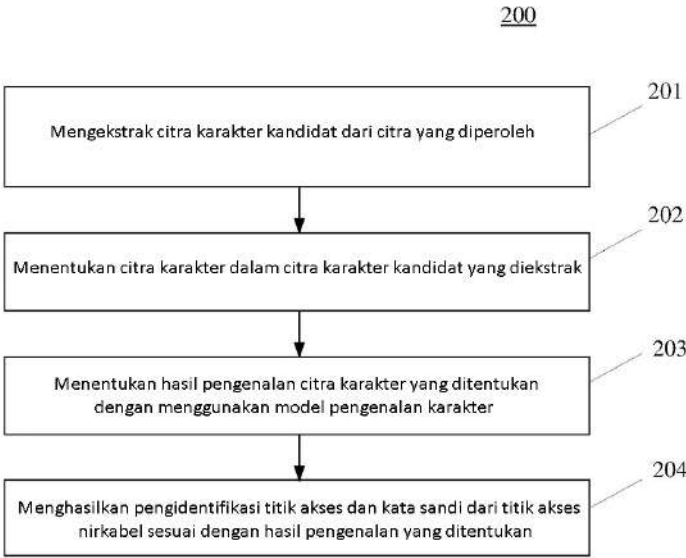 200
201
Mengekstrak citra karakter kandidat dari citra yang diperoleh
202
Menentukan citra karakter dalam citra karakter kandidat yang diekstrak
203
Menentukan hasil pengenalan citra karakter yang ditentukan
dengan menggunakan model pengenalan karakter
204
Menghasilkan pengidentifikasi titik akses dan kata sandi dari titik akses
nirkabel sesuai dengan hasil pengenalan yang ditentukan